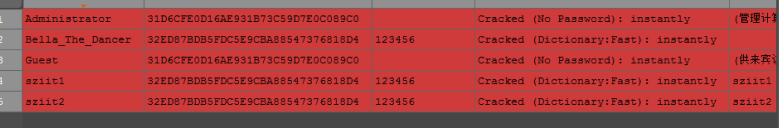 1 Administrator 31D6CFE0D16AE931B73C59D7E0C089C0 Cracked (No Password): instantly (管理计
2 Bella_The_Dancer 32ED87BDB5FDC5E9CBA88547376818D4 123456 Cracked (Dictionary:Fast): instantly
3 Guest 31D6CFE0D16AE931B73C59D7E0C089C0 Cracked (No Password): instantly (供来宾
4 sziit1 32ED87BDB5FDC5E9CBA88547376818D4 123456 Cracked (Dictionary:Fast): instantly sziit1
5 sziit2 32ED87BDB5FDC5E9CBA88547376818D4 123456 Cracked (Dictionary:Fast): instantly sziit2